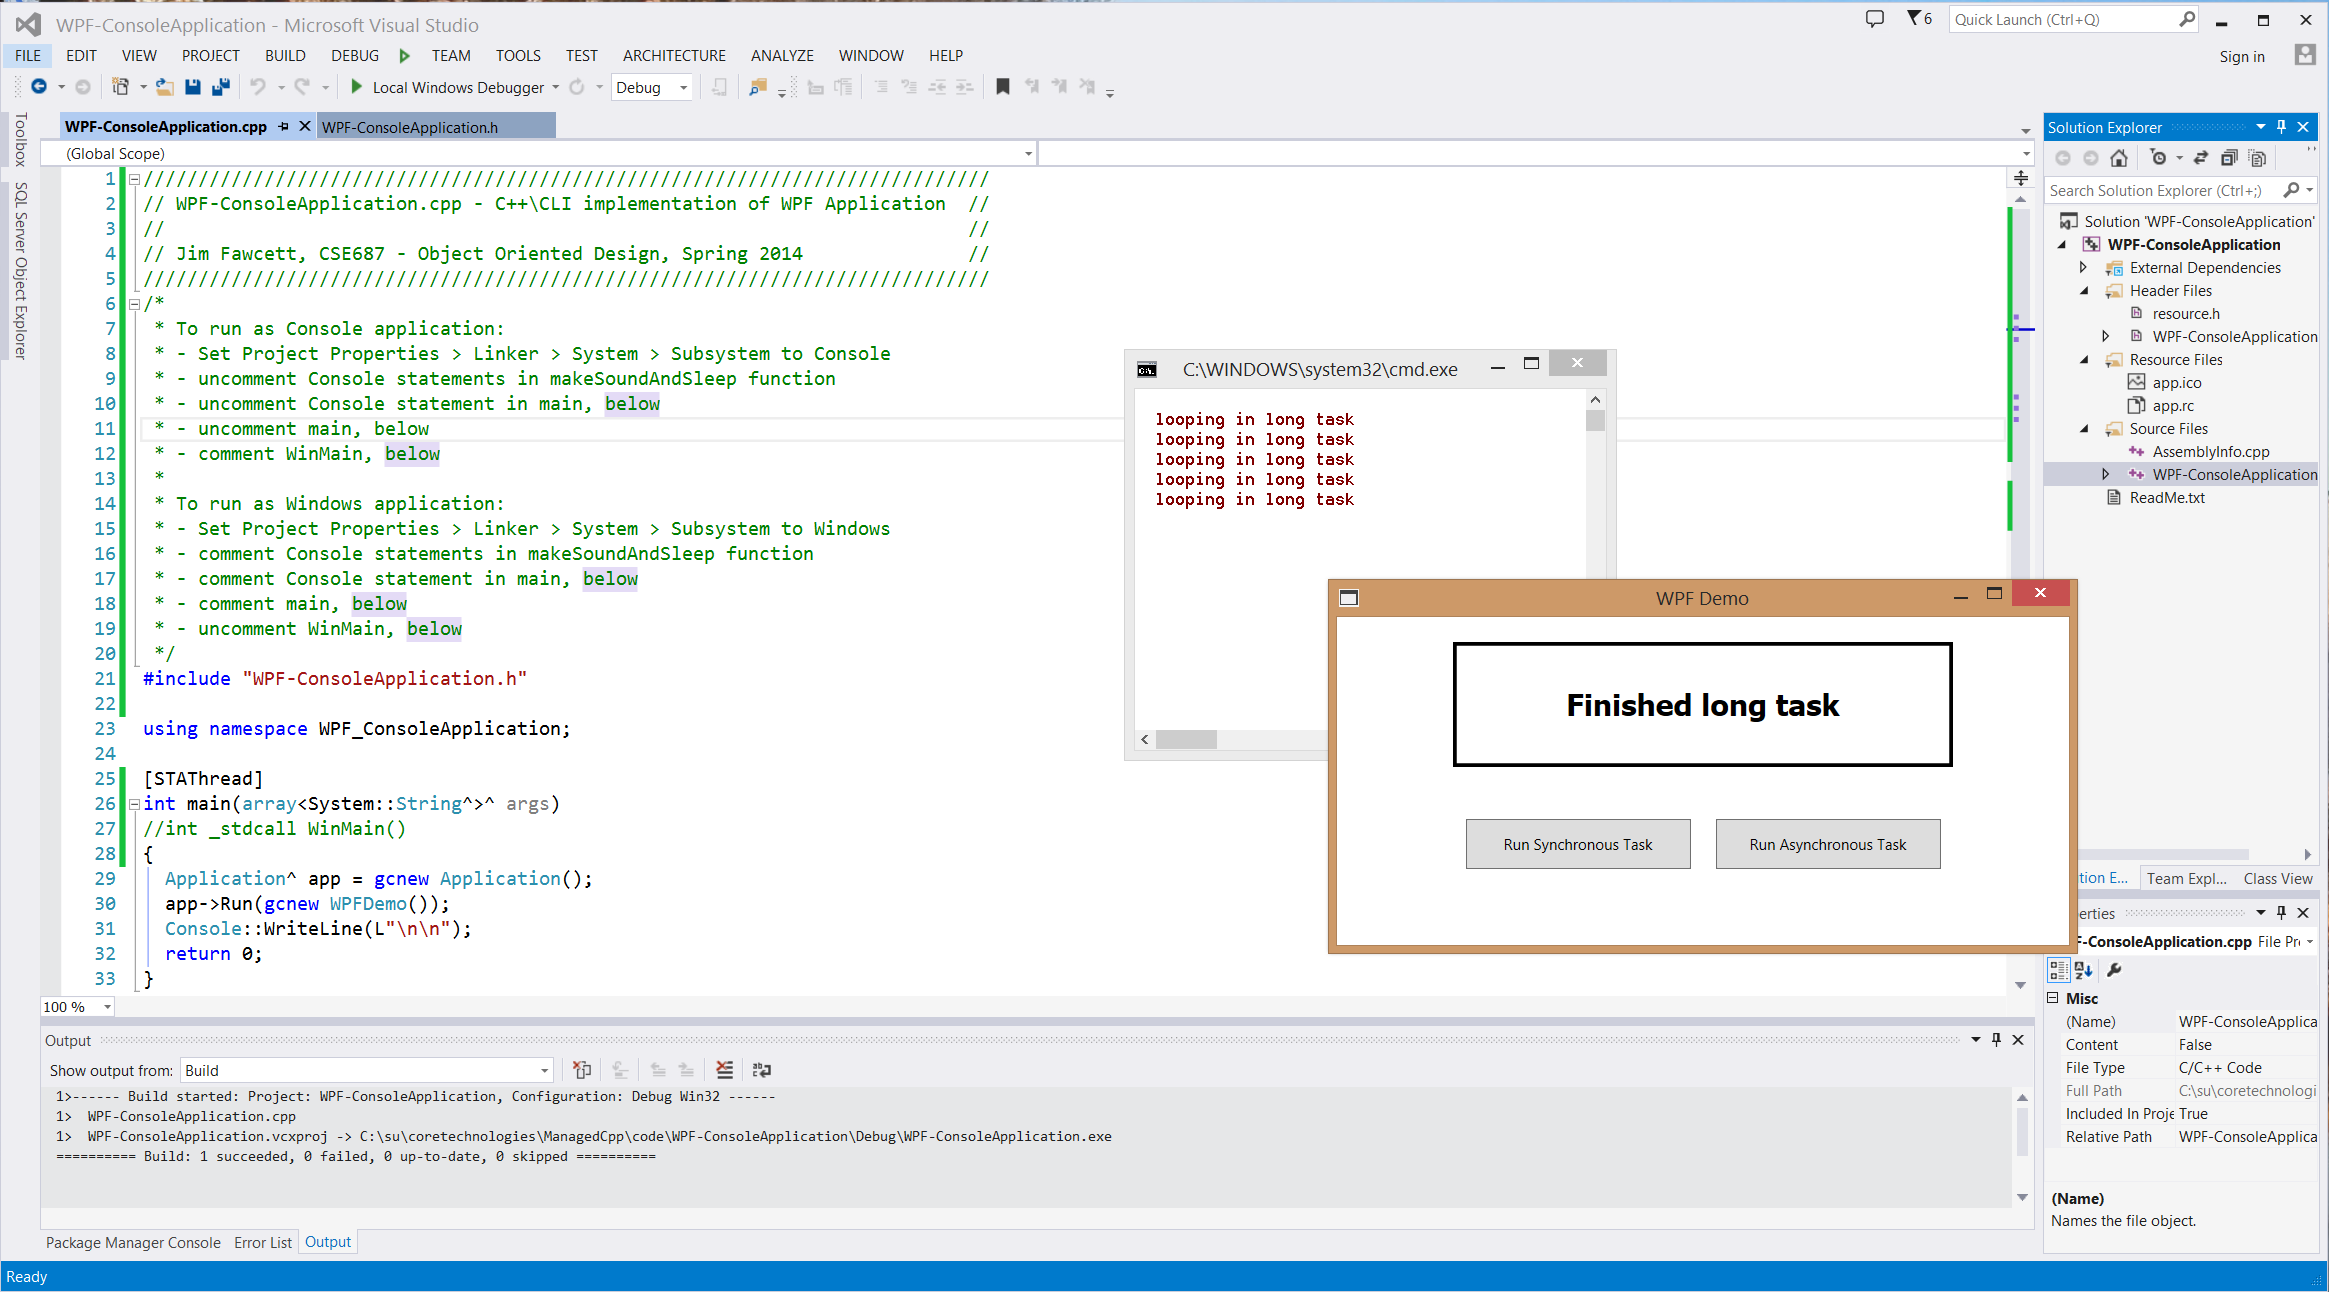 WPF-ConsoleApplication - Microsoft Visual Studio
6
Quick Launch (Ctrl+Q)
FILE EDIT VIEW PROJECT BUILD DEBUG TEAM TOOLS TEST ARCHITECTURE ANALYZE WINDOW HELP
Sign in
Local Windows Debugger
Debug
Toolbox
SQL Server Object Explorer
WPF-ConsoleApplication.cpp
WPF-ConsoleApplication.h
(Global Scope)
1 /////////////////////////////////////////////////////////////////////////////
2 // WPF-ConsoleApplication.cpp - C++\CLI implementation of WPF Application //
3 // //
4 // Jim Fawcett, CSE687 - Object Oriented Design, Spring 2014 //
5 /////////////////////////////////////////////////////////////////////////////
6 /*
7 * To run as Console application:
8 * - Set Project Properties > Linker > System > Subsystem to Console
9 * - uncomment Console statements in makeSoundAndSleep function
10 * - uncomment Console statement in main, below
11 * - uncomment main, below
12 * - comment WinMain, below
13 *
14 * To run as Windows application:
15 * - Set Project Properties > Linker > System > Subsystem to Windows
16 * - comment Console statements in makeSoundAndSleep function
17 * - comment Console statement in main, below
18 * - comment main, below
19 * - uncomment WinMain, below
20 */
21 #include "WPF-ConsoleApplication.h"
22
23 using namespace WPF_ConsoleApplication;
24
25 [STAThread]
26 int main(array<System::String^>^ args)
27 //int _stdcall WinMain()
28 {
29 Application^ app = gcnew Application();
30 app->Run(gcnew WPFDemo());
31 Console::WriteLine(L"\n\n");
32 return 0;
33 }
100 %
C:\WINDOWS\system32\cmd.exe
looping in long task
looping in long task
looping in long task
looping in long task
looping in long task
WPF Demo
Finished long task
Run Synchronous Task
Run Asynchronous Task
Solution Explorer
Search Solution Explorer (Ctrl+;)
Solution 'WPF-ConsoleApplication'
WPF-ConsoleApplication
External Dependencies
Header Files
resource.h
WPF-ConsoleApplication
Resource Files
app.ico
app.rc
Source Files
AssemblyInfo.cpp
WPF-ConsoleApplication
ReadMe.txt
tion E... Team Expl... Class View
erties
F-ConsoleApplication.cpp File Pr
Misc
(Name) WPF-ConsoleApplica
Content False
File Type C/C++ Code
Full Path C:\su\coretechnologi
Included In Proje True
Relative Path WPF-ConsoleApplica
(Name)
Names the file object.
Output
Show output from: Build
1>------ Build started: Project: WPF-ConsoleApplication, Configuration: Debug Win32 ------
1> WPF-ConsoleApplication.cpp
1> WPF-ConsoleApplication.vcxproj -> C:\su\coretechnologies\ManagedCpp\code\WPF-ConsoleApplication\Debug\WPF-ConsoleApplication.exe
========== Build: 1 succeeded, 0 failed, 0 up-to-date, 0 skipped ==========
Package Manager Console Error List Output
Ready